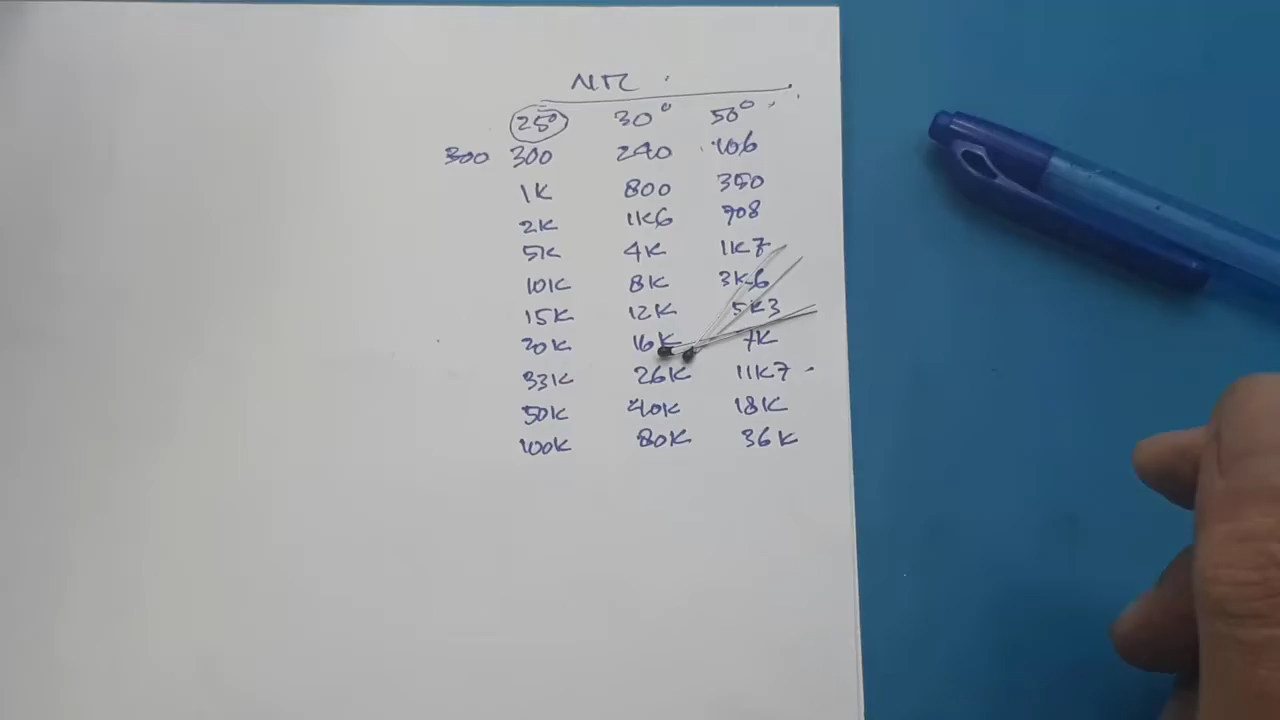 NTC
25° 30° 50°
300 300 240 106
1K 800 350
2K 1K6 708
5K 4K 1K7
10K 8K 3K6
15K 12K 5K3
20K 16K 7K
33K 26K 11K7
50K 40K 18K
100K 80K 36K